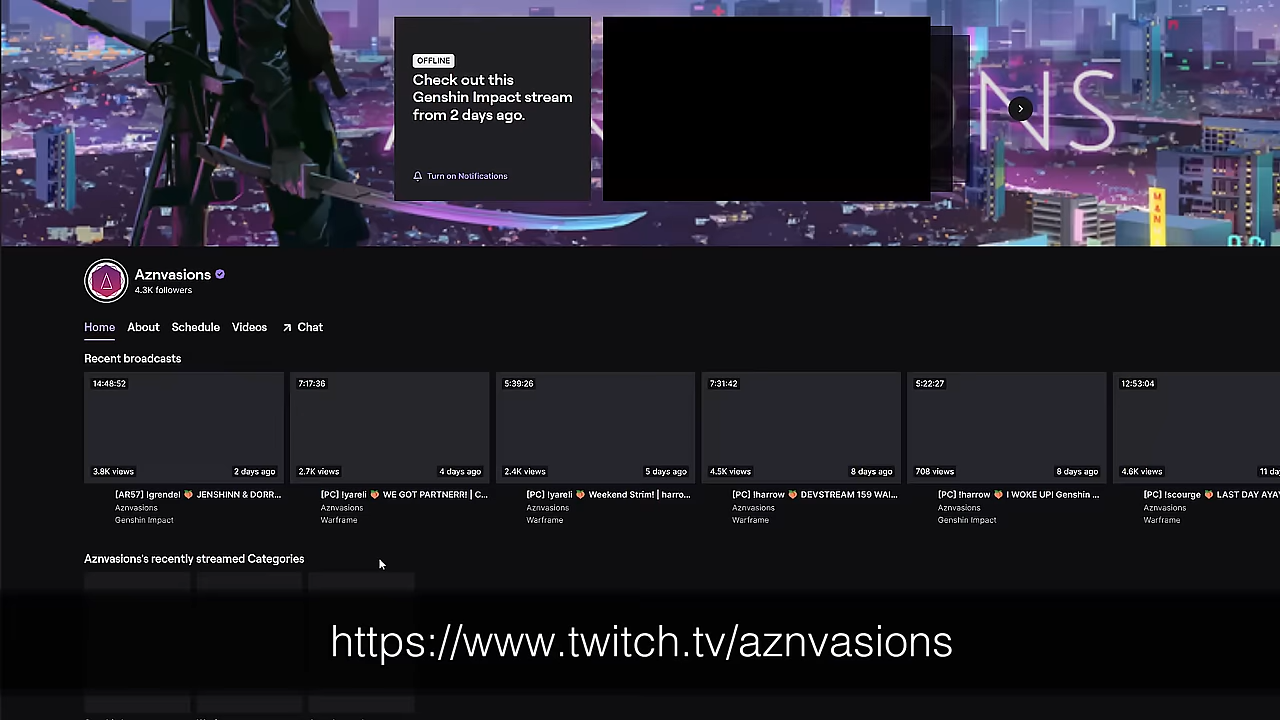 OFFLINE
Check out this
Genshin Impact stream
from 2 days ago.
Turn on Notifications
NS
M&N
Aznvasions
4.3K followers
Home About Schedule Videos Chat
Recent broadcasts
14:48:52 7:17:36 5:39:26 7:31:42 5:22:27 12:53:04
3.8K views 2 days ago 2.7K views 4 days ago 2.4K views 5 days ago 4.5K views 8 days ago 708 views 8 days ago 4.6K views 11 da
[AR57] !grendel 🍑 JENSHINN & DORR... [PC] !yareli 🍑 WE GOT PARTNERR! | C... [PC] !yareli 🍑 Weekend Strim! | harro... [PC] !harrow 🍑 DEVSTREAM 159 WAI... [PC] !harrow 🍑 I WOKE UP! Genshin ... [PC] !scourge 🍑 LAST DAY AYA
Aznvasions Aznvasions Aznvasions Aznvasions Aznvasions Aznvasions
Genshin Impact Warframe Warframe Warframe Genshin Impact Warframe
Aznvasions's recently streamed Categories
https://www.twitch.tv/aznvasions